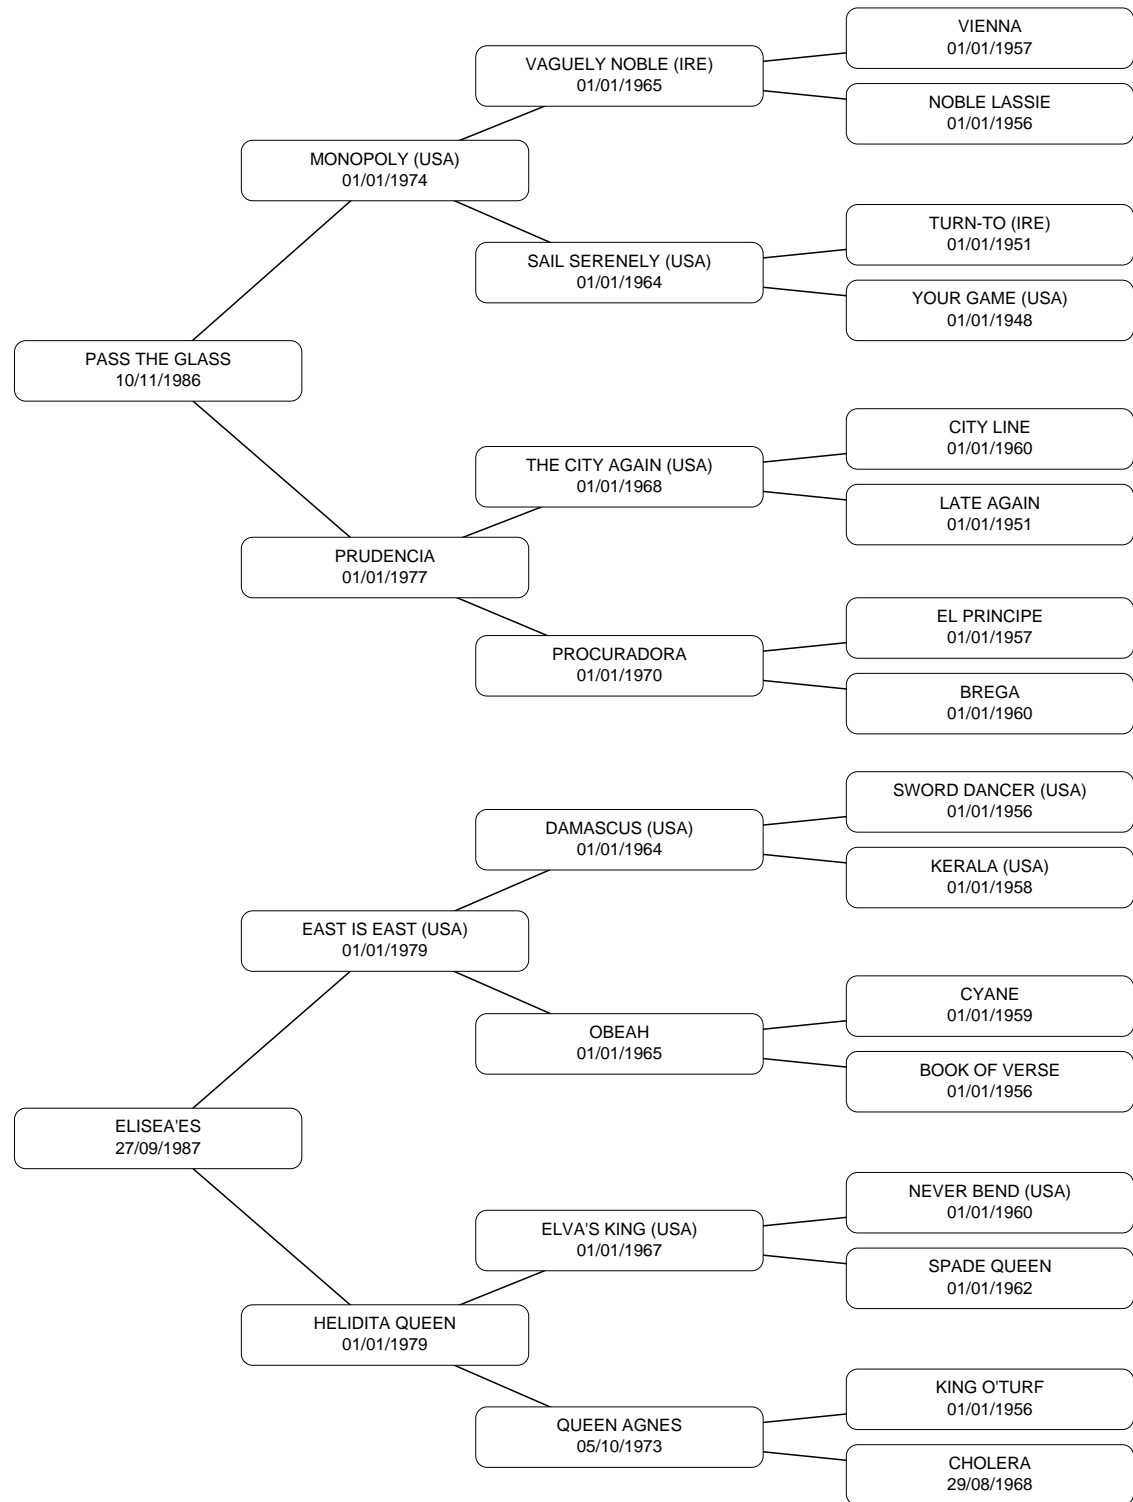 VIENNA
01/01/1957
VAGUELY NOBLE (IRE)
01/01/1965
NOBLE LASSIE
01/01/1956
MONOPOLY (USA)
01/01/1974
TURN-TO (IRE)
01/01/1951
SAIL SERENELY (USA)
01/01/1964
YOUR GAME (USA)
01/01/1948
PASS THE GLASS
10/11/1986
CITY LINE
01/01/1960
THE CITY AGAIN (USA)
01/01/1968
LATE AGAIN
01/01/1951
PRUDENCIA
01/01/1977
EL PRINCIPE
01/01/1957
PROCURADORA
01/01/1970
BREGA
01/01/1960
SWORD DANCER (USA)
01/01/1956
DAMASCUS (USA)
01/01/1964
KERALA (USA)
01/01/1958
EAST IS EAST (USA)
01/01/1979
CYANE
01/01/1959
OBEAH
01/01/1965
BOOK OF VERSE
01/01/1956
ELISEA'ES
27/09/1987
NEVER BEND (USA)
01/01/1960
ELVA'S KING (USA)
01/01/1967
SPADE QUEEN
01/01/1962
HELIDITA QUEEN
01/01/1979
KING O'TURF
01/01/1956
QUEEN AGNES
05/10/1973
CHOLERA
29/08/1968